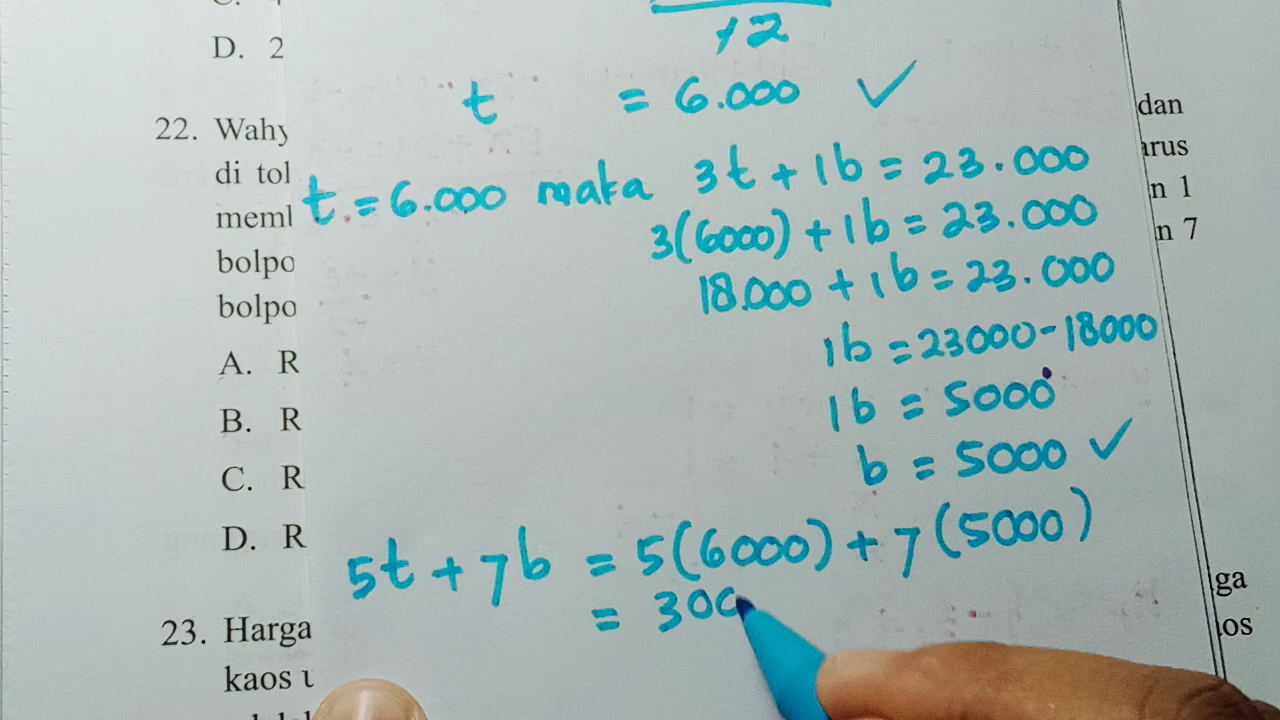 D. 2
12
t = 6.000 ✓
22. Wahy
dan
di tol
arus
t = 6.000 maka 3t + 1b = 23.000
n 1
3(6000) + 1b = 23.000
n 7
bolpo
18.000 + 1b = 23.000
bolpo
1b = 23000 - 18000
A. R
1b = 5000
B. R
b = 5000 ✓
C. R
D. R
5t + 7b = 5(6000) + 7(5000)
= 300
23. Harga
ga
kaos
os